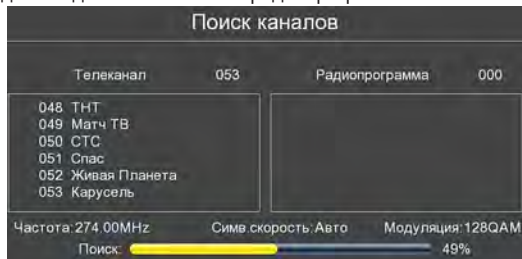 Поиск каналов
Телеканал 053 Радиопрограмма 000
048 ТНТ
049 Матч ТВ
050 СТС
051 Спас
052 Живая Планета
053 Карусель
Частота:274.00MHz Симв.скорость:Авто Модуляция:128QAM
Поиск: 49%